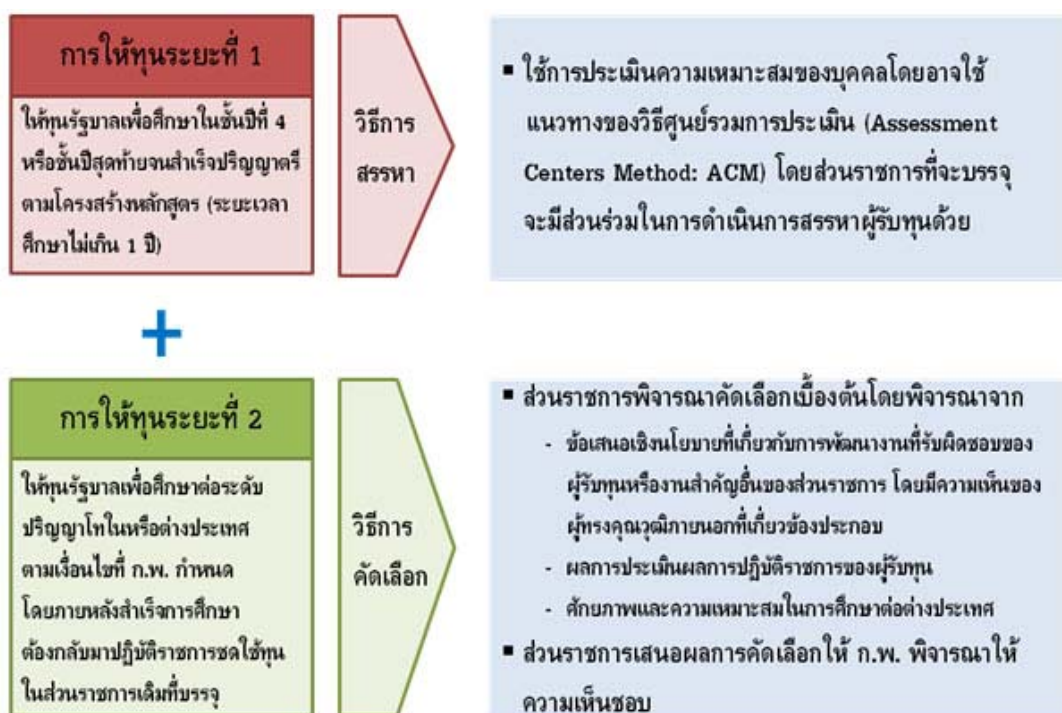 การให้ทุนระยะที่ 1
ให้ทุนรัฐบาลเพื่อศึกษาในชั้นปีที่ 4
หรือชั้นปีสุดท้ายจนสำเร็จปริญญาตรี
ตามโครงสร้างหลักสูตร (ระยะเวลา
ศึกษาไม่เกิน 1 ปี)
วิธีการ
สรรหา
▪ ใช้การประเมินความเหมาะสมของบุคคลโดยอาจใช้
แนวทางของวิธีศูนย์รวมการประเมิน (Assessment
Centers Method: ACM) โดยส่วนราชการที่จะบรรจุ
จะมีส่วนร่วมในการดำเนินการสรรหาผู้รับทุนด้วย
+
การให้ทุนระยะที่ 2
ให้ทุนรัฐบาลเพื่อศึกษาต่อระดับ
ปริญญาโทในหรือต่างประเทศ
ตามเงื่อนไขที่ ก.พ. กำหนด
โดยภายหลังสำเร็จการศึกษา
ต้องกลับมาปฏิบัติราชการชดใช้ทุน
ในส่วนราชการเดิมที่บรรจุ
วิธีการ
คัดเลือก
▪ ส่วนราชการพิจารณาคัดเลือกเบื้องต้นโดยพิจารณาจาก
- ข้อเสนอเชิงนโยบายที่เกี่ยวกับการพัฒนางานที่รับผิดชอบของ
ผู้รับทุนหรืองานสำคัญอื่นของส่วนราชการ โดยมีความเห็นของ
ผู้ทรงคุณวุฒิภายนอกที่เกี่ยวข้องประกอบ
- ผลการประเมินผลการปฏิบัติราชการของผู้รับทุน
- ศักยภาพและความเหมาะสมในการศึกษาต่อต่างประเทศ
▪ ส่วนราชการเสนอผลการคัดเลือกให้ ก.พ. พิจารณาให้
ความเห็นชอบ